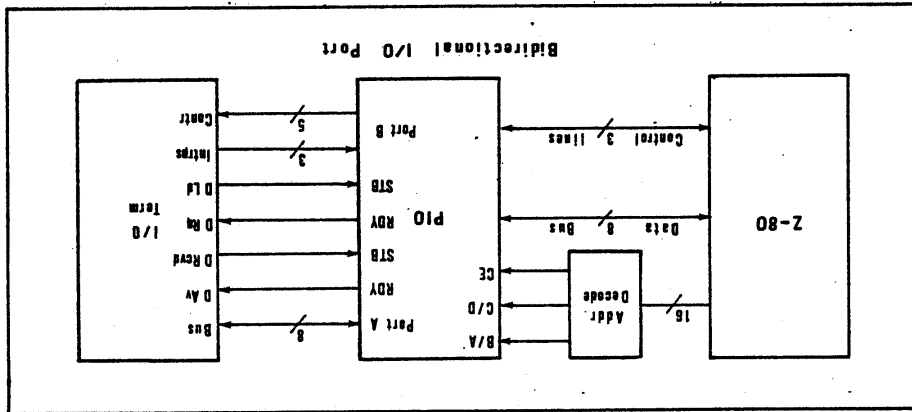 Z-80
16
Addr
Decode
B/A
C/D
CE
Data 8 Bus
Control 3 lines
PIO
Port A
RDY
STB
RDY
STB
Port B
8
3
5
Bus
D Av
D Rcvd
D Rq
D Ld
Intrps
Contr
I/O
Term
Bidirectional I/O Port